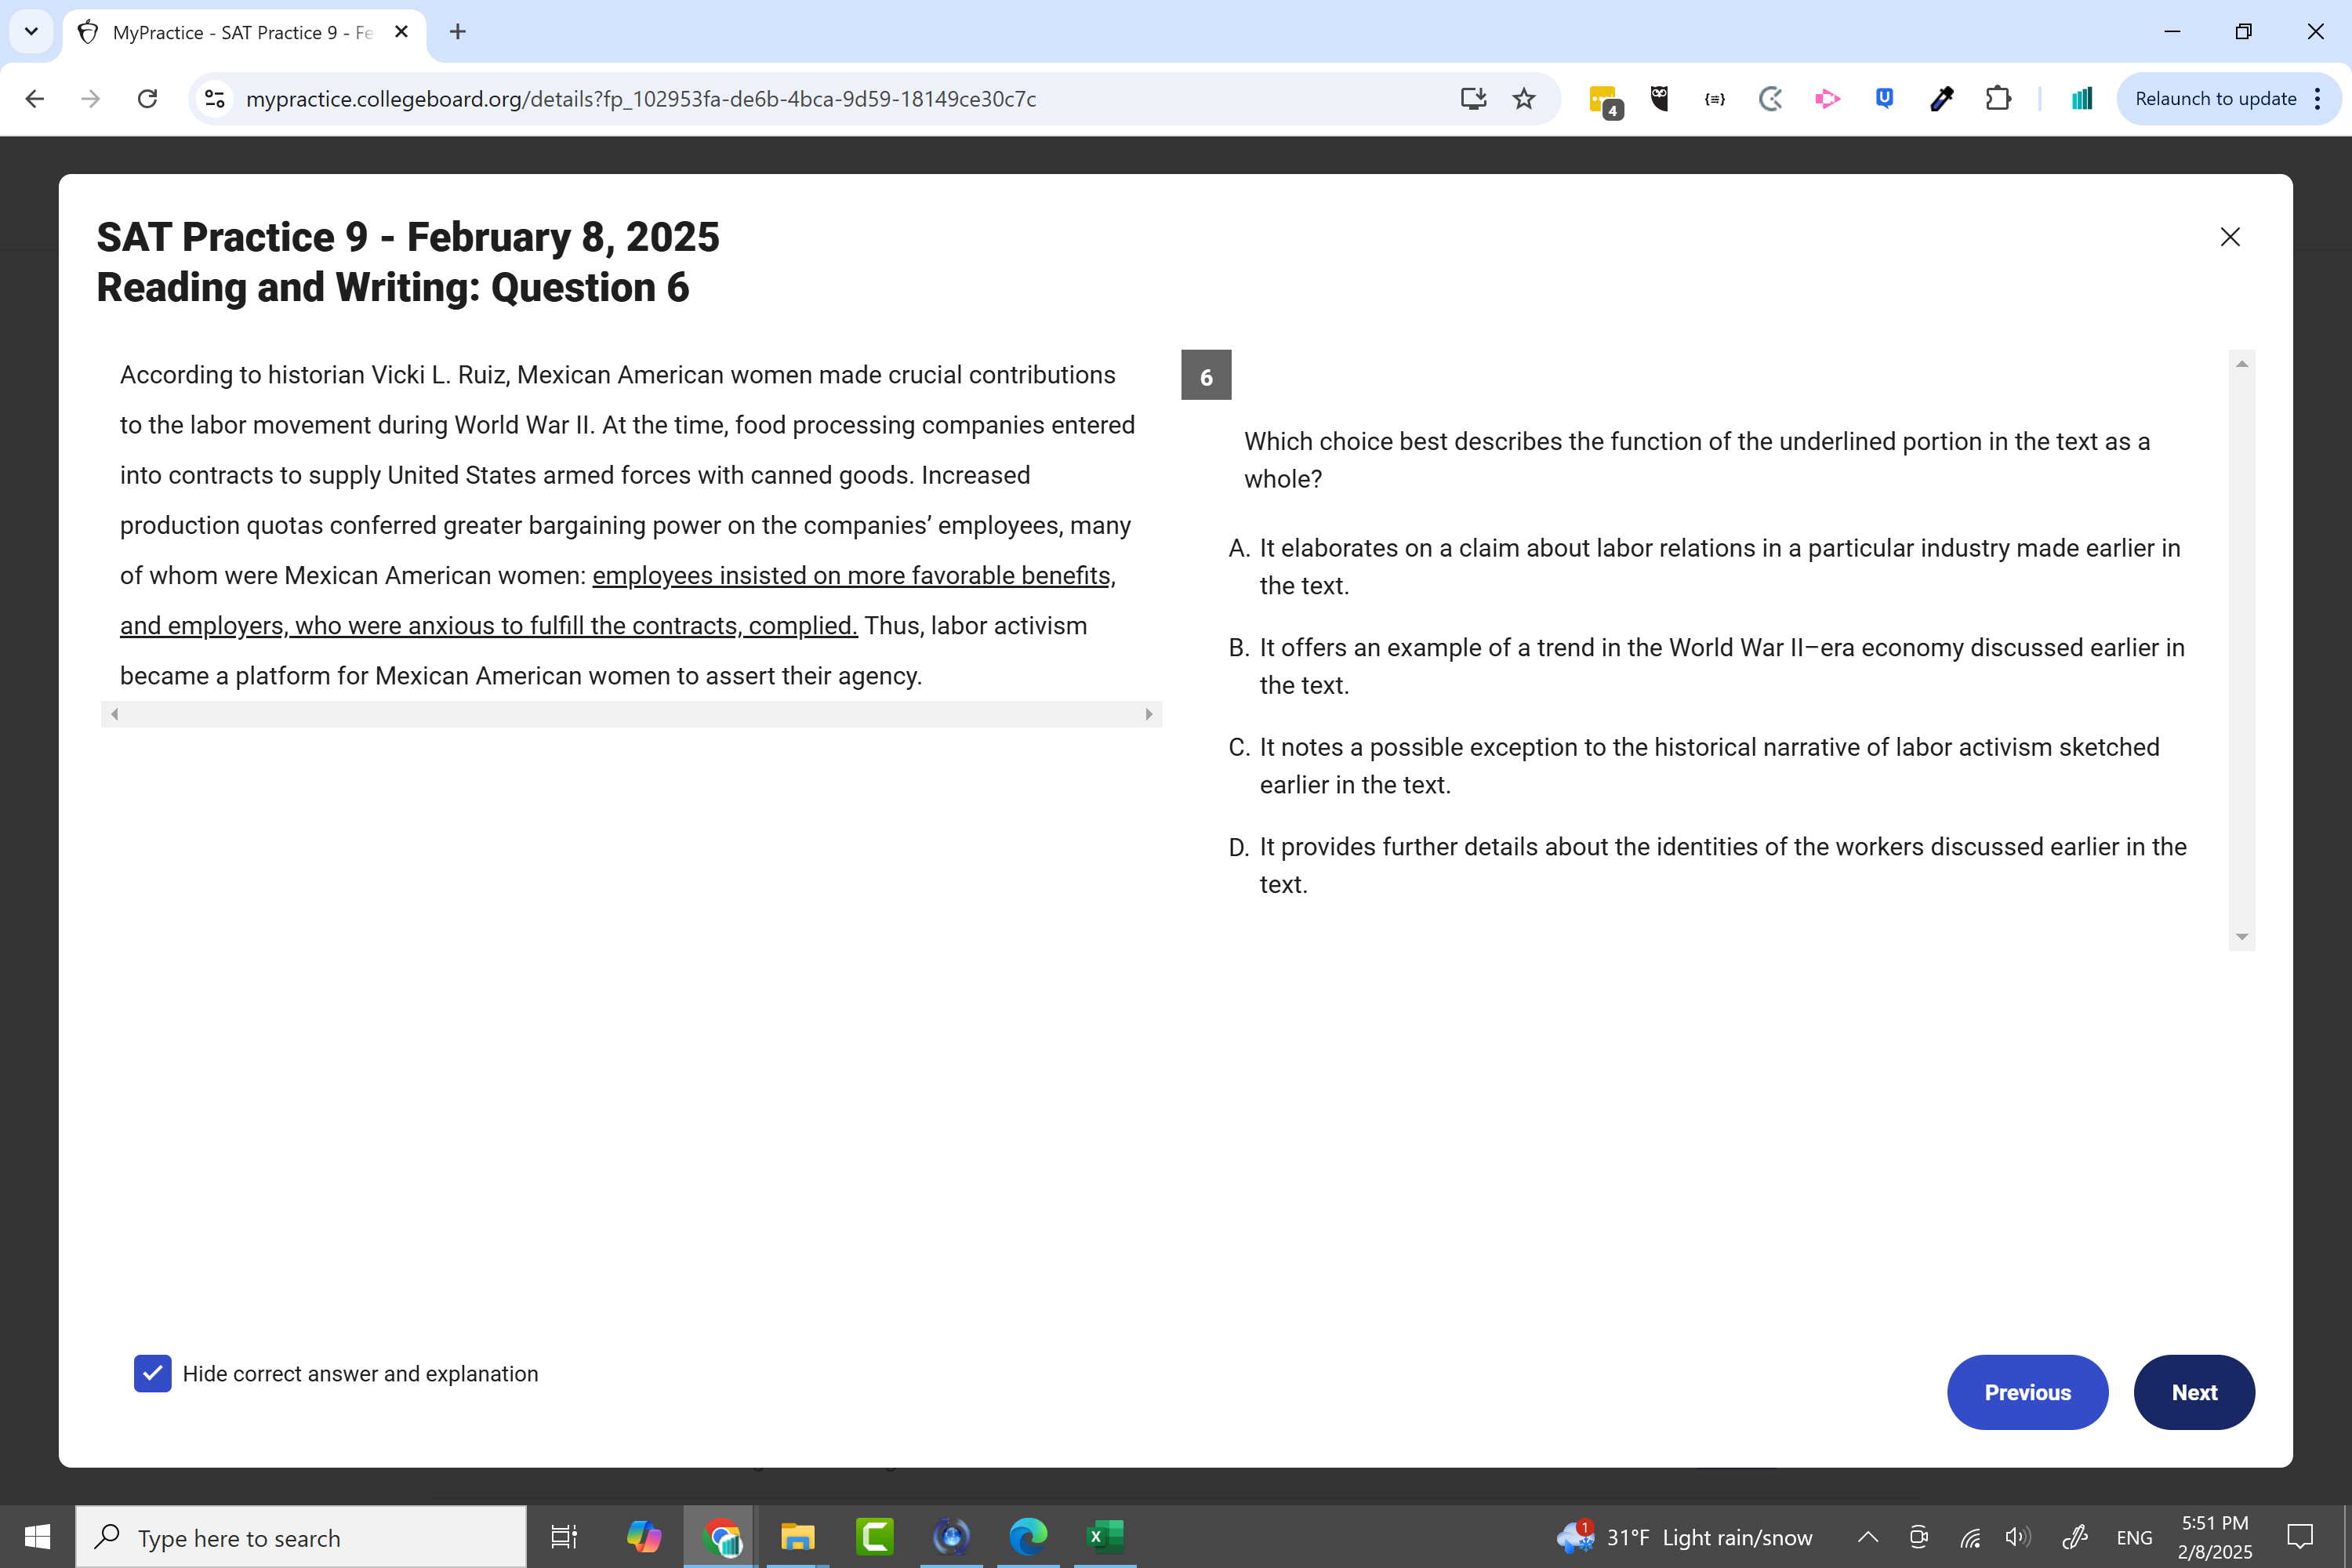 MyPractice - SAT Practice 9 - Fe
mypractice.collegeboard.org/details?fp_102953fa-de6b-4bca-9d59-18149ce30c7c
4
Relaunch to update
SAT Practice 9 - February 8, 2025
Reading and Writing: Question 6
According to historian Vicki L. Ruiz, Mexican American women made crucial contributions
to the labor movement during World War II. At the time, food processing companies entered
into contracts to supply United States armed forces with canned goods. Increased
production quotas conferred greater bargaining power on the companies’ employees, many
of whom were Mexican American women: employees insisted on more favorable benefits,
and employers, who were anxious to fulfill the contracts, complied. Thus, labor activism
became a platform for Mexican American women to assert their agency.
6
Which choice best describes the function of the underlined portion in the text as a
whole?
A. It elaborates on a claim about labor relations in a particular industry made earlier in
the text.
B. It offers an example of a trend in the World War II–era economy discussed earlier in
the text.
C. It notes a possible exception to the historical narrative of labor activism sketched
earlier in the text.
D. It provides further details about the identities of the workers discussed earlier in the
text.
Hide correct answer and explanation
Previous
Next
Type here to search
1
31°F Light rain/snow
ENG
5:51 PM
2/8/2025